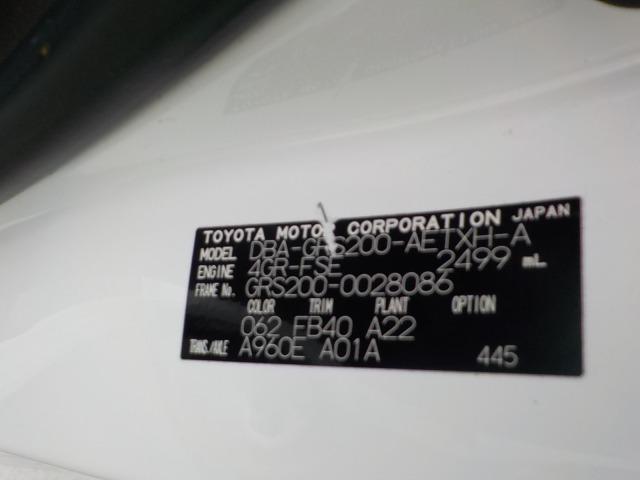 TOYOTA MOTOR CORPORATION JAPAN
MODEL DBA-GRS200-AETXH-A
ENGINE 4GR-FSE 2499 mL
FRAME No. GRS200-0028086
COLOR TRIM PLANT OPTION
062 FB40 A22
TRANS./AXLE A960E A01A 445